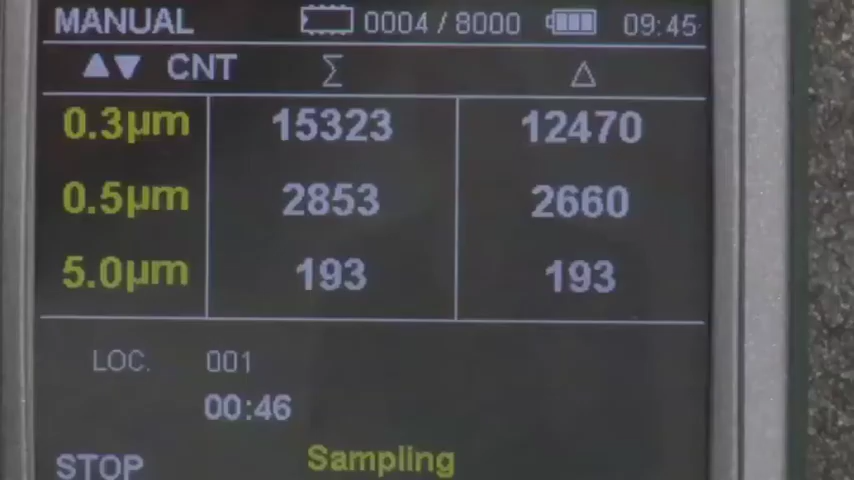 MANUAL 0004 / 8000 09:45
▲▼ CNT Σ Δ
0.3µm 15323 12470
0.5µm 2853 2660
5.0µm 193 193
LOC. 001
00:46
STOP Sampling